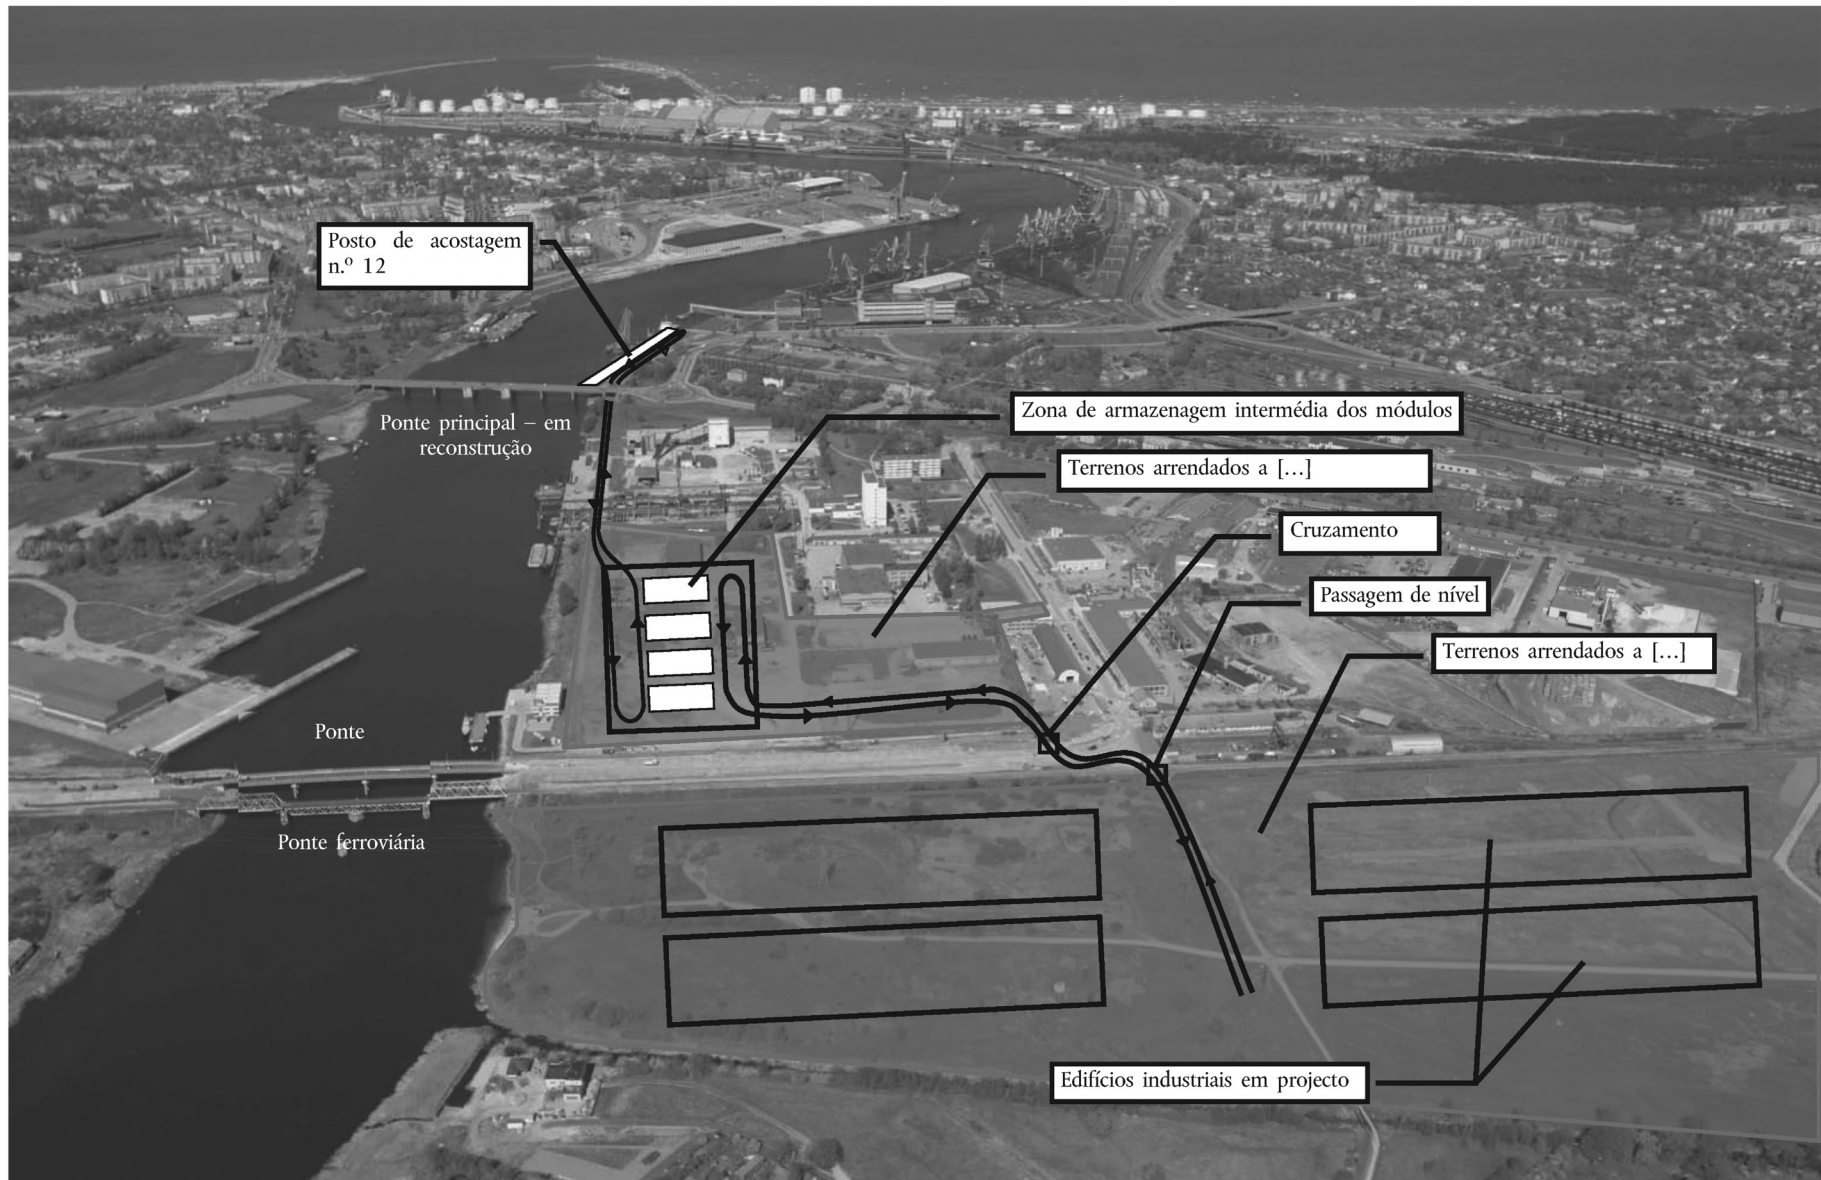 Posto de acostagem
n.º 12
Ponte principal – em
reconstrução
Zona de armazenagem intermédia dos módulos
Terrenos arrendados a [...]
Cruzamento
Passagem de nível
Terrenos arrendados a [...]
Ponte
Ponte ferroviária
Edifícios industriais em projecto